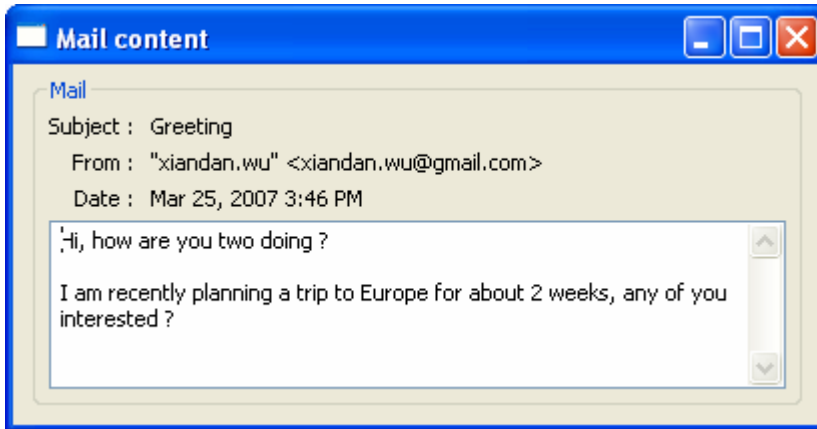 Mail content
Mail
Subject : Greeting
From : "xiandan.wu" <xiandan.wu@gmail.com>
Date : Mar 25, 2007 3:46 PM
Hi, how are you two doing ?
I am recently planning a trip to Europe for about 2 weeks, any of you
interested ?